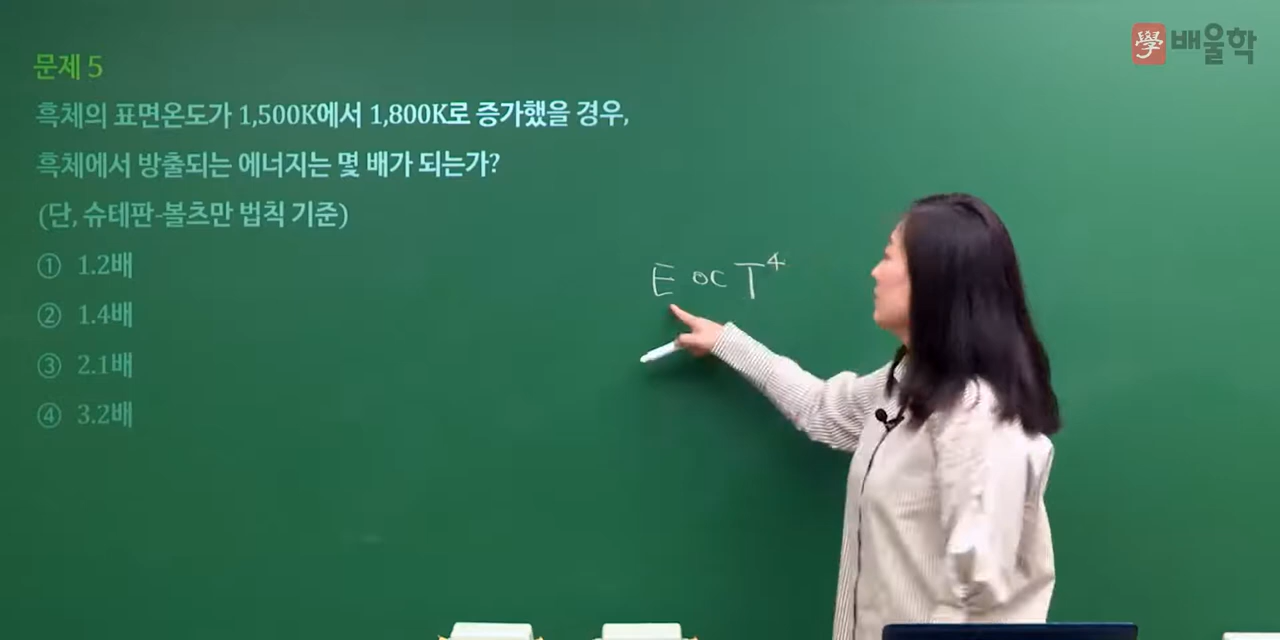 學 배울학
문제 5
흑체의 표면온도가 1,500K에서 1,800K로 증가했을 경우,
흑체에서 방출되는 에너지는 몇 배가 되는가?
(단, 슈테판-볼츠만 법칙 기준)
① 1.2배
② 1.4배
③ 2.1배
④ 3.2배
E ∝ T⁴